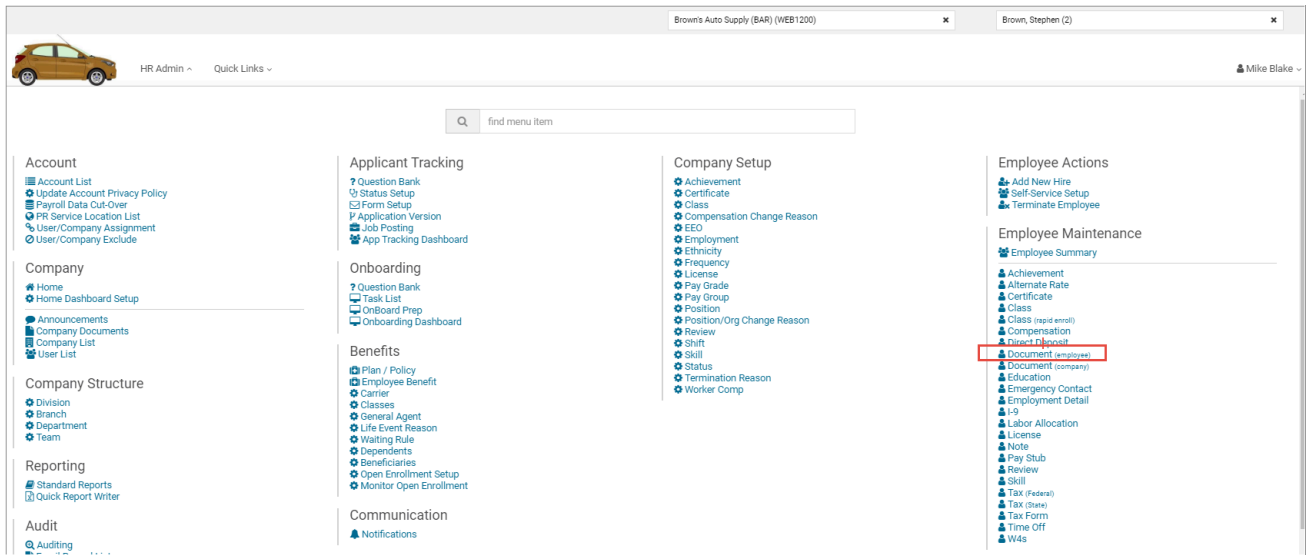 Brown's Auto Supply (BAR) (WEB1200)
Brown, Stephen (2)
HR Admin
Quick Links
Mike Blake
find menu item
Account
Account List
Update Account Privacy Policy
Payroll Data Cut-Over
PR Service Location List
User/Company Assignment
User/Company Exclude
Company
Home
Home Dashboard Setup
Announcements
Company Documents
Company List
User List
Company Structure
Division
Branch
Department
Team
Reporting
Standard Reports
Quick Report Writer
Audit
Auditing
Applicant Tracking
? Question Bank
Status Setup
Form Setup
Application Version
Job Posting
App Tracking Dashboard
Onboarding
? Question Bank
Task List
OnBoard Prep
Onboarding Dashboard
Benefits
Plan / Policy
Employee Benefit
Carrier
Classes
General Agent
Life Event Reason
Waiting Rule
Dependents
Beneficiaries
Open Enrollment Setup
Monitor Open Enrollment
Communication
Notifications
Company Setup
Achievement
Certificate
Class
Compensation Change Reason
EEO
Employment
Ethnicity
Frequency
License
Pay Grade
Pay Group
Position
Position/Org Change Reason
Review
Shift
Skill
Status
Termination Reason
Worker Comp
Employee Actions
Add New Hire
Self-Service Setup
Terminate Employee
Employee Maintenance
Employee Summary
Achievement
Alternate Rate
Certificate
Class
Class (rapid enroll)
Compensation
Direct Deposit
Document (employee)
Document (company)
Education
Emergency Contact
Employment Detail
I-9
Labor Allocation
License
Note
Pay Stub
Review
Skill
Tax (Federal)
Tax (State)
Tax Form
Time Off
W4s